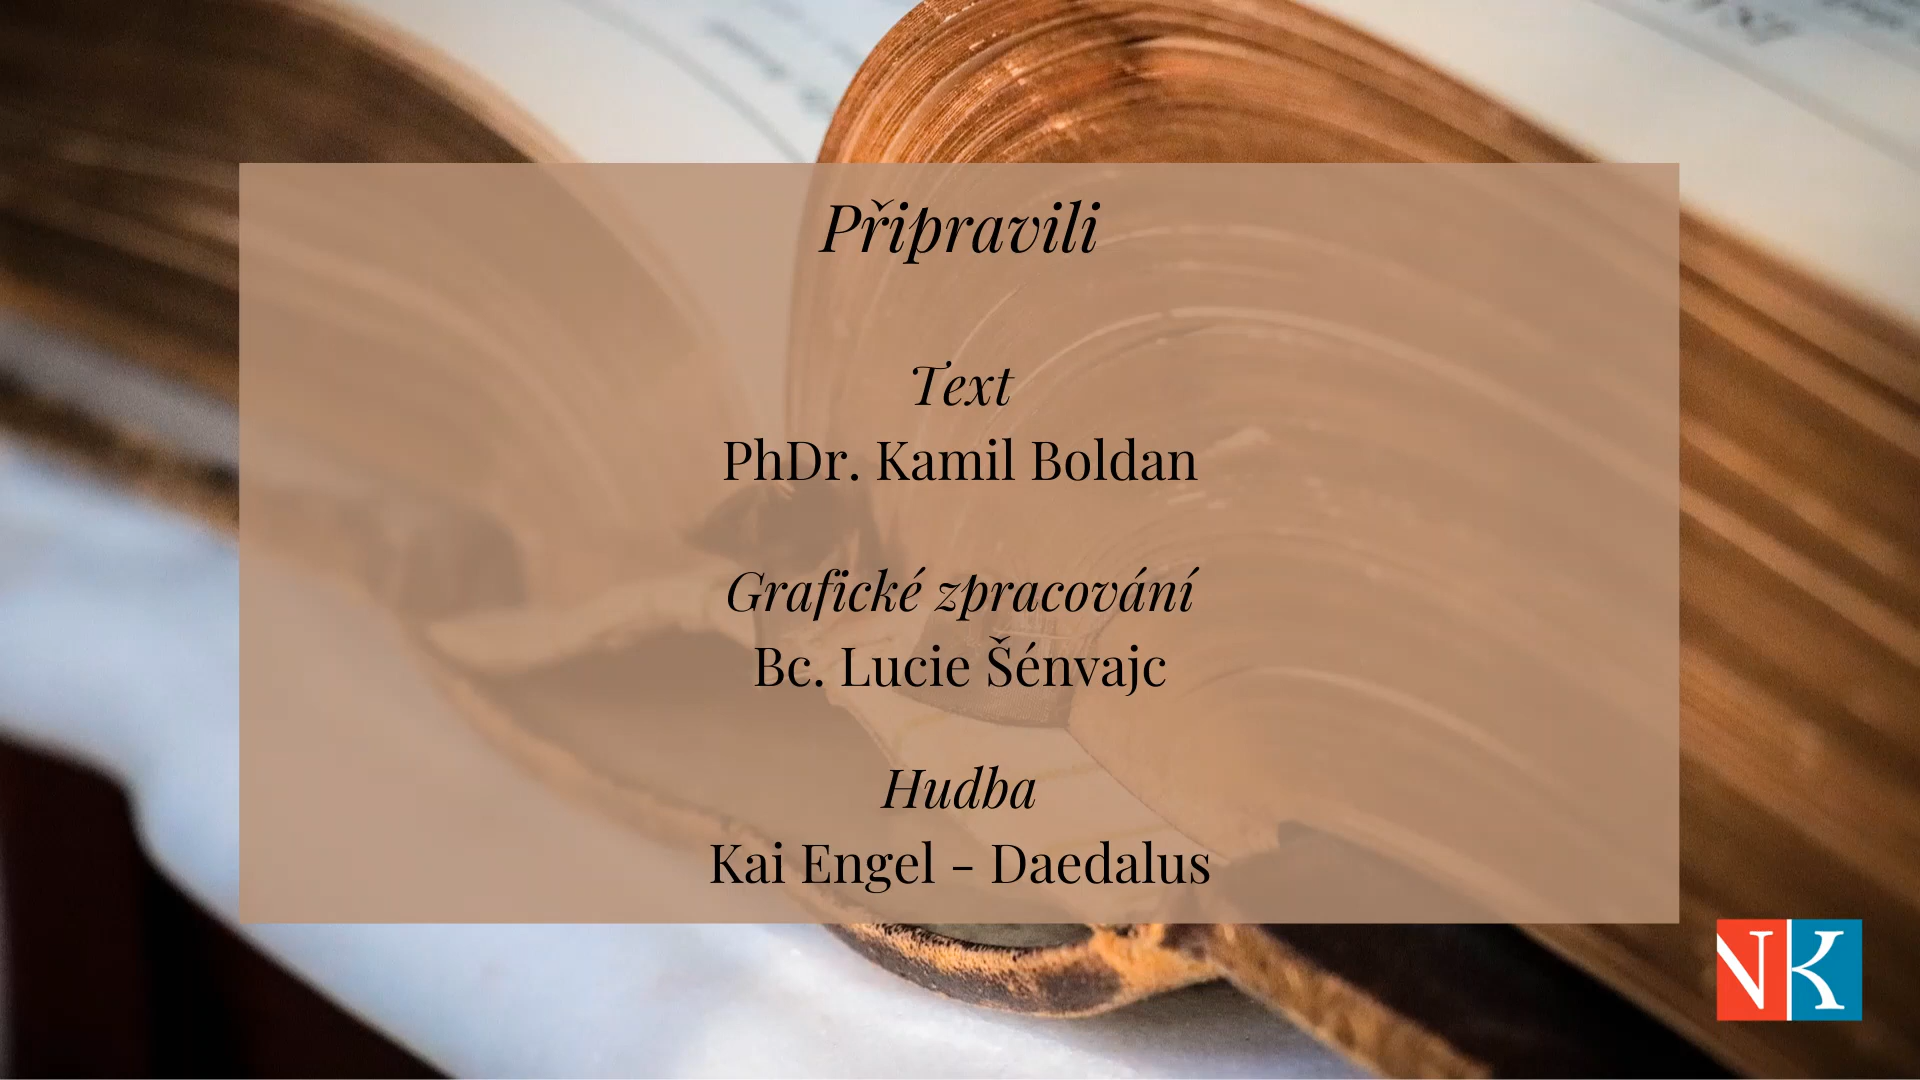 Připravili
Text
PhDr. Kamil Boldan
Grafické zpracování
Bc. Lucie Šénvajc
Hudba
Kai Engel – Daedalus
NK